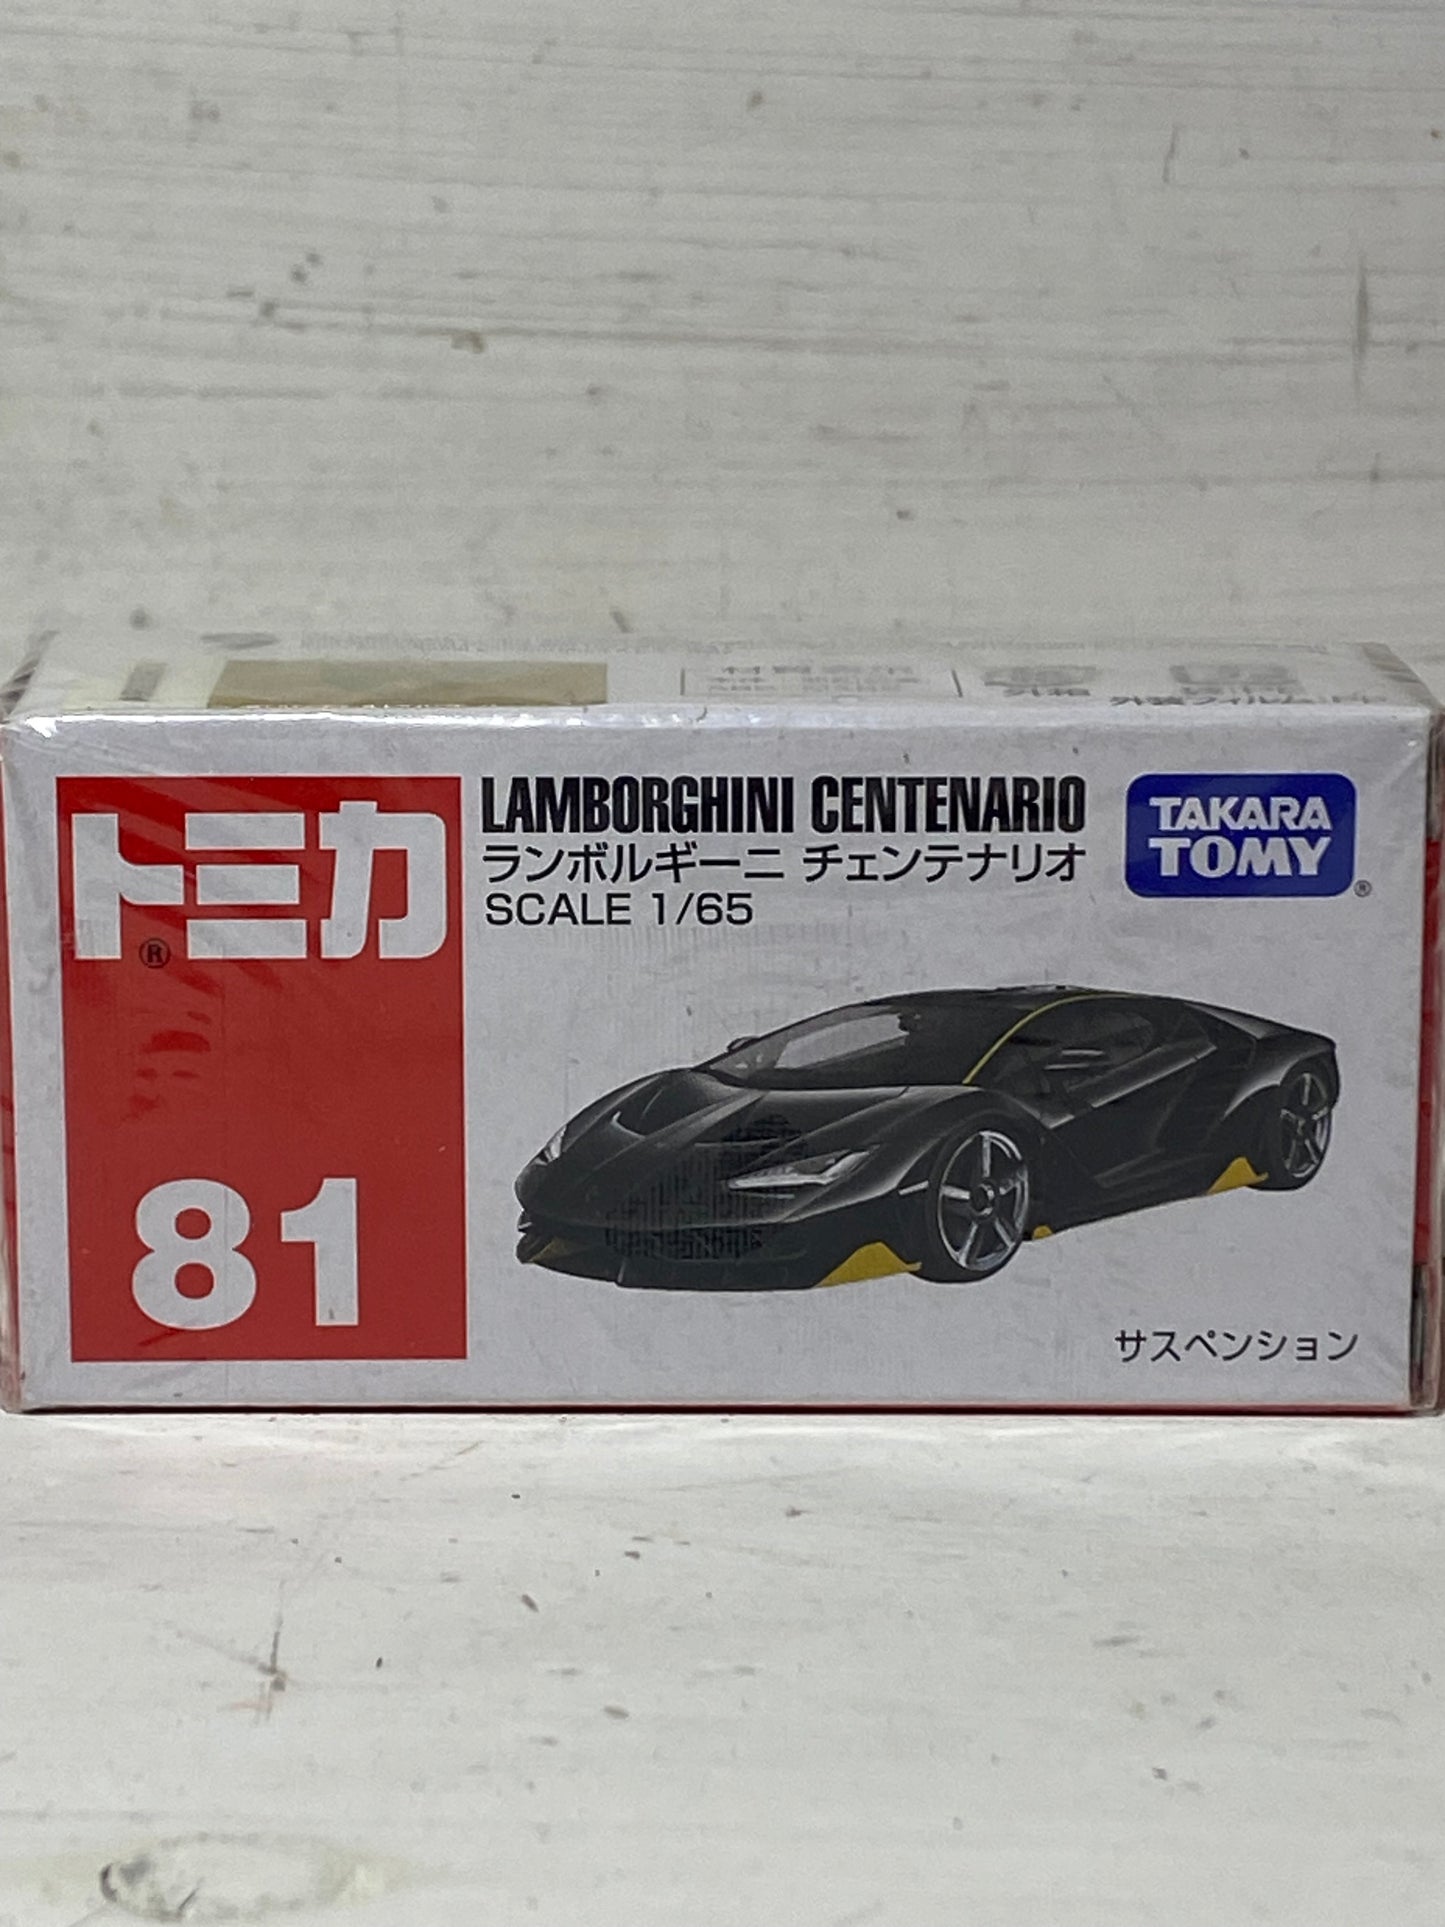 トミカ
®
LAMBORGHINI CENTENARIO
ランボルギーニ チェンテナリオ
SCALE 1/65
TAKARA
TOMY
®
81
サスペンション